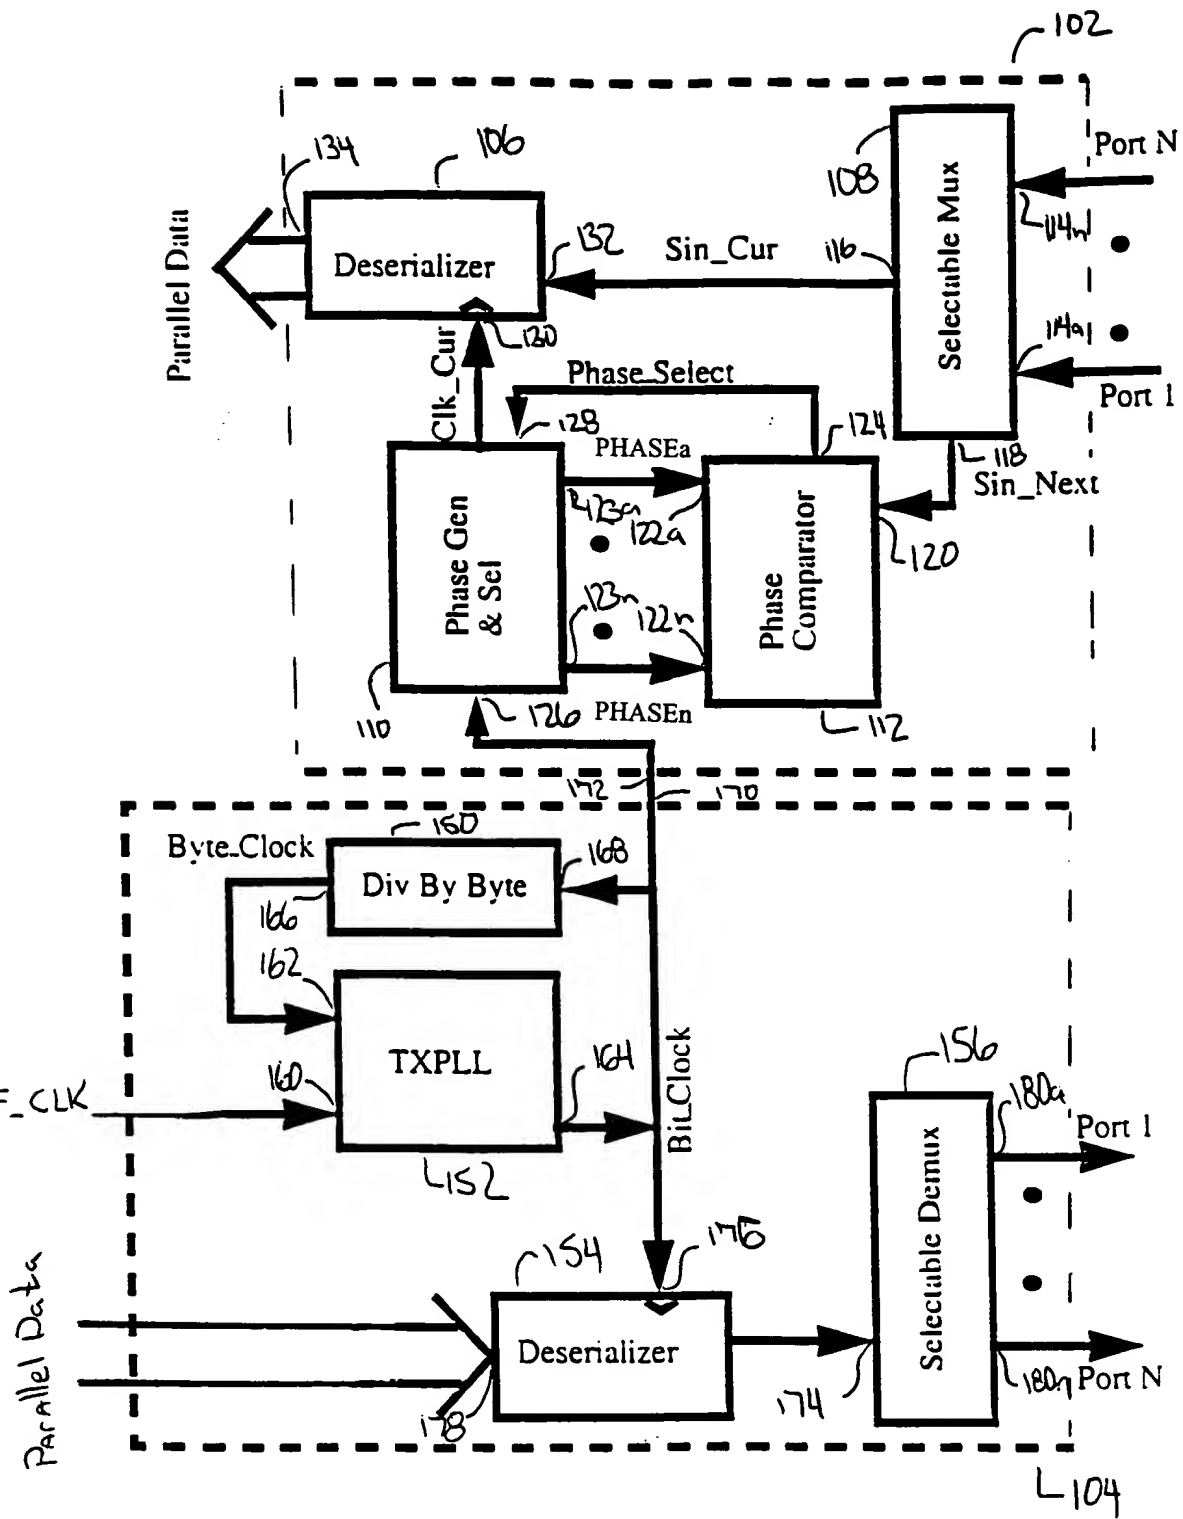 102
134
106
108
Port N
Parallel Data
Deserializer
132
Sin_Cur
116
Selectable Mux
114n
130
114a
Clk_Cur
Phase_Select
Port 1
128
PHASEa
124
118
Sin_Next
123a
122a
120
Phase Gen
& Sel
Phase
Comparator
123n
122n
110
126
PHASEn
112
172
170
150
Byte_Clock
168
Div By Byte
166
162
TXPLL
164
Bit_Clock
160
F_CLK
152
156
180a
Port 1
154
176
Selectable Demux
Parallel Data
Deserializer
178
174
180n
Port N
104